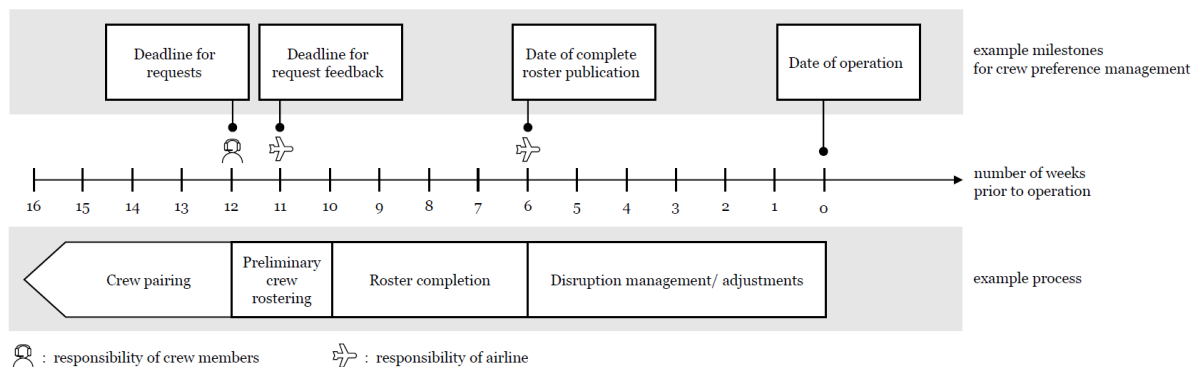 Deadline for
requests
Deadline for
request feedback
Date of complete
roster publication
Date of operation
example milestones
for crew preference management
16 15 14 13 12 11 10 9 8 7 6 5 4 3 2 1 0
number of weeks
prior to operation
Crew pairing
Preliminary
crew
rostering
Roster completion
Disruption management/ adjustments
example process
: responsibility of crew members
: responsibility of airline